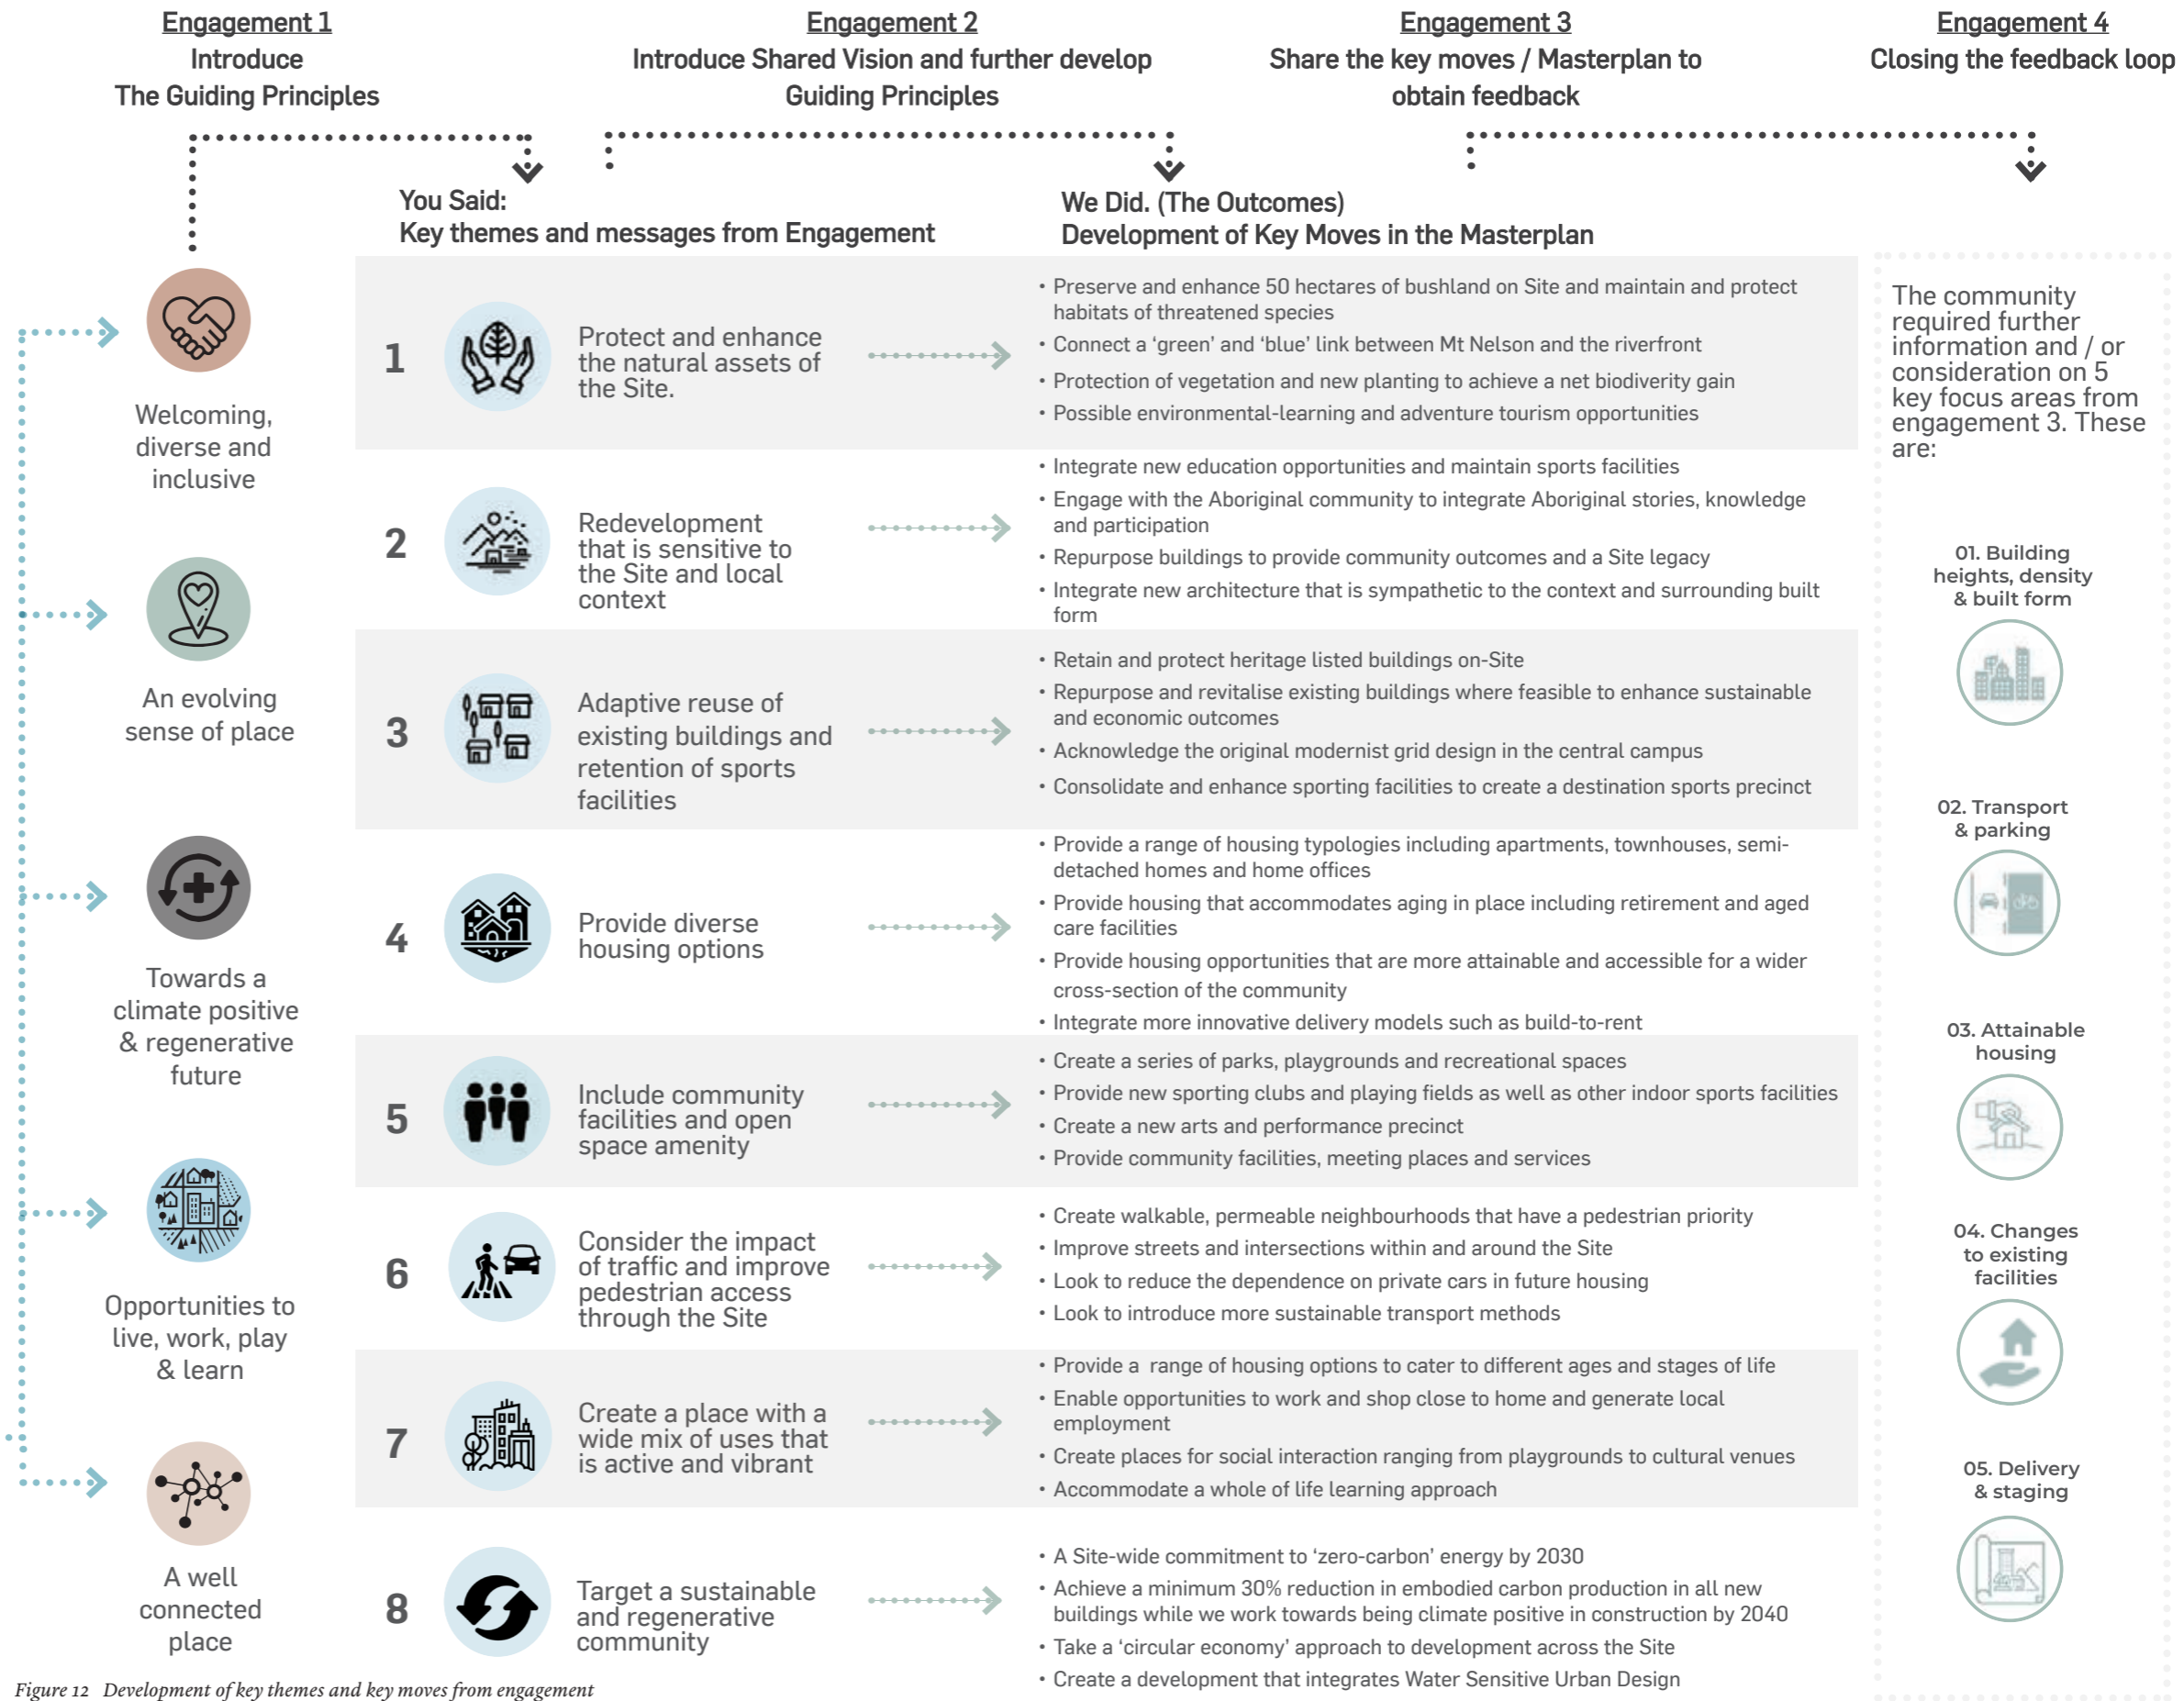 Engagement 1
Introduce
The Guiding Principles
Engagement 2
Introduce Shared Vision and further develop
Guiding Principles
Engagement 3
Share the key moves / Masterplan to
obtain feedback
Engagement 4
Closing the feedback loop
You Said:
Key themes and messages from Engagement
We Did. (The Outcomes)
Development of Key Moves in the Masterplan
Welcoming,
diverse and
inclusive
An evolving
sense of place
Towards a
climate positive
& regenerative
future
Opportunities to
live, work, play
& learn
A well
connected
place
1
Protect and enhance
the natural assets of
the Site.
• Preserve and enhance 50 hectares of bushland on Site and maintain and protect
habitats of threatened species
• Connect a ‘green’ and ‘blue’ link between Mt Nelson and the riverfront
• Protection of vegetation and new planting to achieve a net biodiverity gain
• Possible environmental-learning and adventure tourism opportunities
2
Redevelopment
that is sensitive to
the Site and local
context
• Integrate new education opportunities and maintain sports facilities
• Engage with the Aboriginal community to integrate Aboriginal stories, knowledge
and participation
• Repurpose buildings to provide community outcomes and a Site legacy
• Integrate new architecture that is sympathetic to the context and surrounding built
form
3
Adaptive reuse of
existing buildings and
retention of sports
facilities
• Retain and protect heritage listed buildings on-Site
• Repurpose and revitalise existing buildings where feasible to enhance sustainable
and economic outcomes
• Acknowledge the original modernist grid design in the central campus
• Consolidate and enhance sporting facilities to create a destination sports precinct
4
Provide diverse
housing options
• Provide a range of housing typologies including apartments, townhouses, semi-
detached homes and home offices
• Provide housing that accommodates aging in place including retirement and aged
care facilities
• Provide housing opportunities that are more attainable and accessible for a wider
cross-section of the community
• Integrate more innovative delivery models such as build-to-rent
5
Include community
facilities and open
space amenity
• Create a series of parks, playgrounds and recreational spaces
• Provide new sporting clubs and playing fields as well as other indoor sports facilities
• Create a new arts and performance precinct
• Provide community facilities, meeting places and services
6
Consider the impact
of traffic and improve
pedestrian access
through the Site
• Create walkable, permeable neighbourhoods that have a pedestrian priority
• Improve streets and intersections within and around the Site
• Look to reduce the dependence on private cars in future housing
• Look to introduce more sustainable transport methods
7
Create a place with a
wide mix of uses that
is active and vibrant
• Provide a range of housing options to cater to different ages and stages of life
• Enable opportunities to work and shop close to home and generate local
employment
• Create places for social interaction ranging from playgrounds to cultural venues
• Accommodate a whole of life learning approach
8
Target a sustainable
and regenerative
community
• A Site-wide commitment to ‘zero-carbon’ energy by 2030
• Achieve a minimum 30% reduction in embodied carbon production in all new
buildings while we work towards being climate positive in construction by 2040
• Take a ‘circular economy’ approach to development across the Site
• Create a development that integrates Water Sensitive Urban Design
The community
required further
information and / or
consideration on 5
key focus areas from
engagement 3. These
are:
01. Building
heights, density
& built form
02. Transport
& parking
03. Attainable
housing
04. Changes
to existing
facilities
05. Delivery
& staging
Figure 12 Development of key themes and key moves from engagement